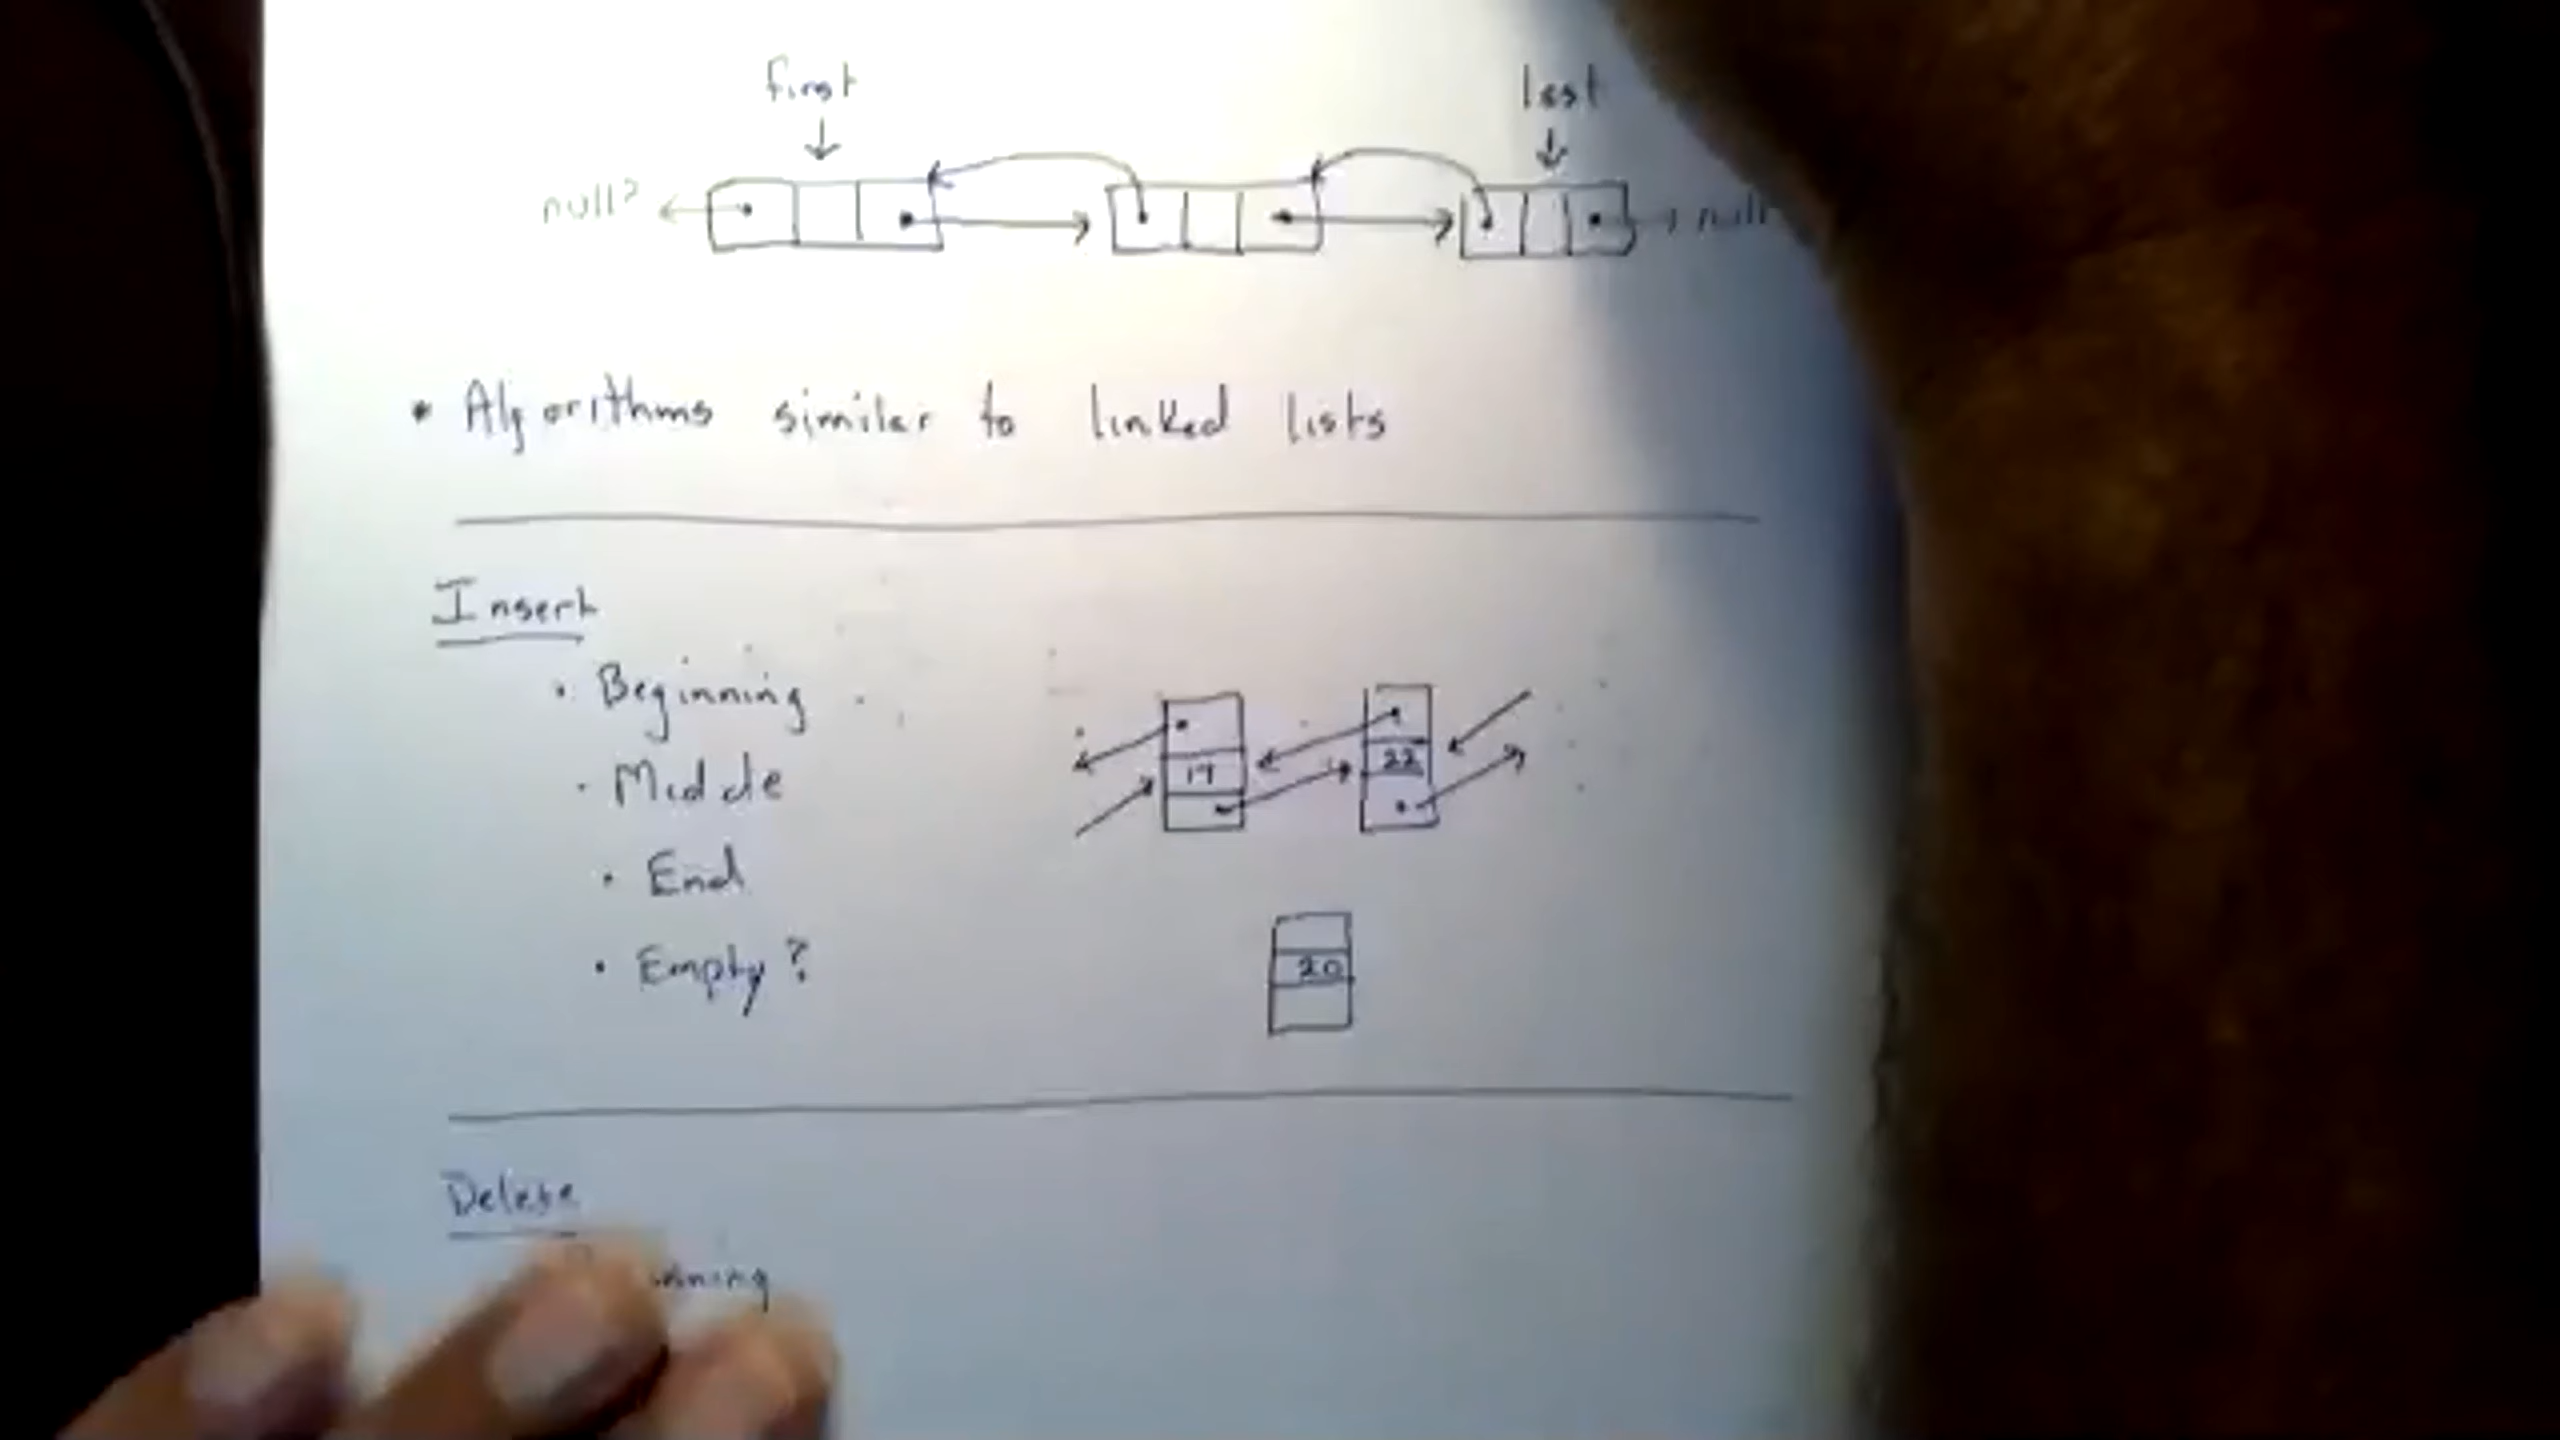 first last
null? null
* Algorithms similar to linked lists
Insert
• Beginning
• Middle
17 22
• End
• Empty?
20
Delete